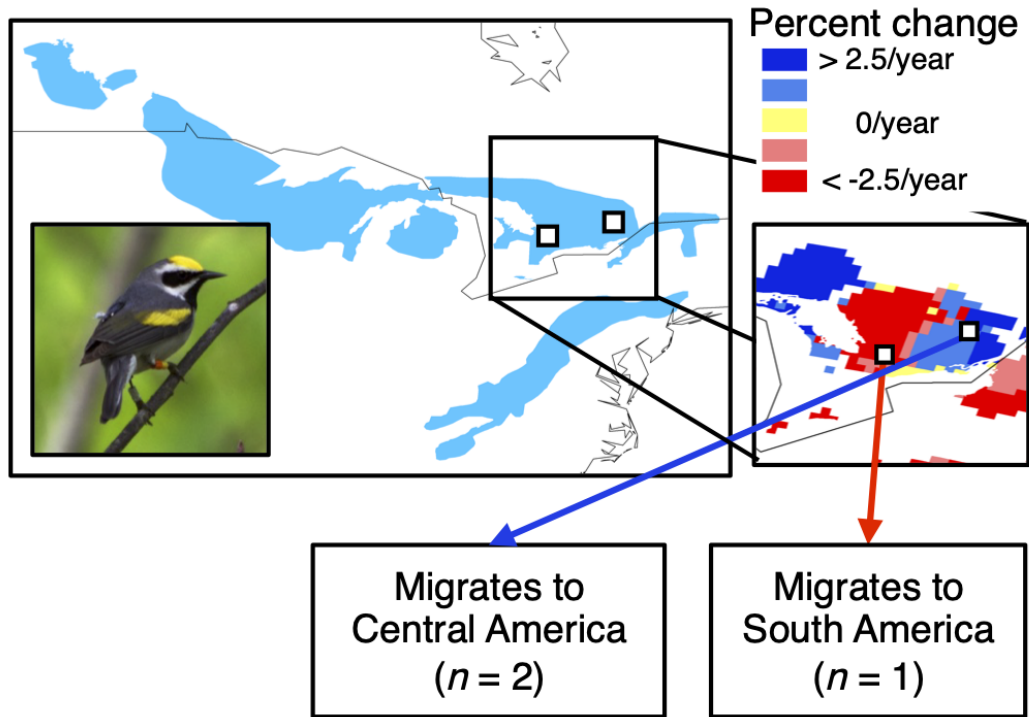 Percent change
> 2.5/year
0/year
< -2.5/year
Migrates to
Central America
(n = 2)
Migrates to
South America
(n = 1)